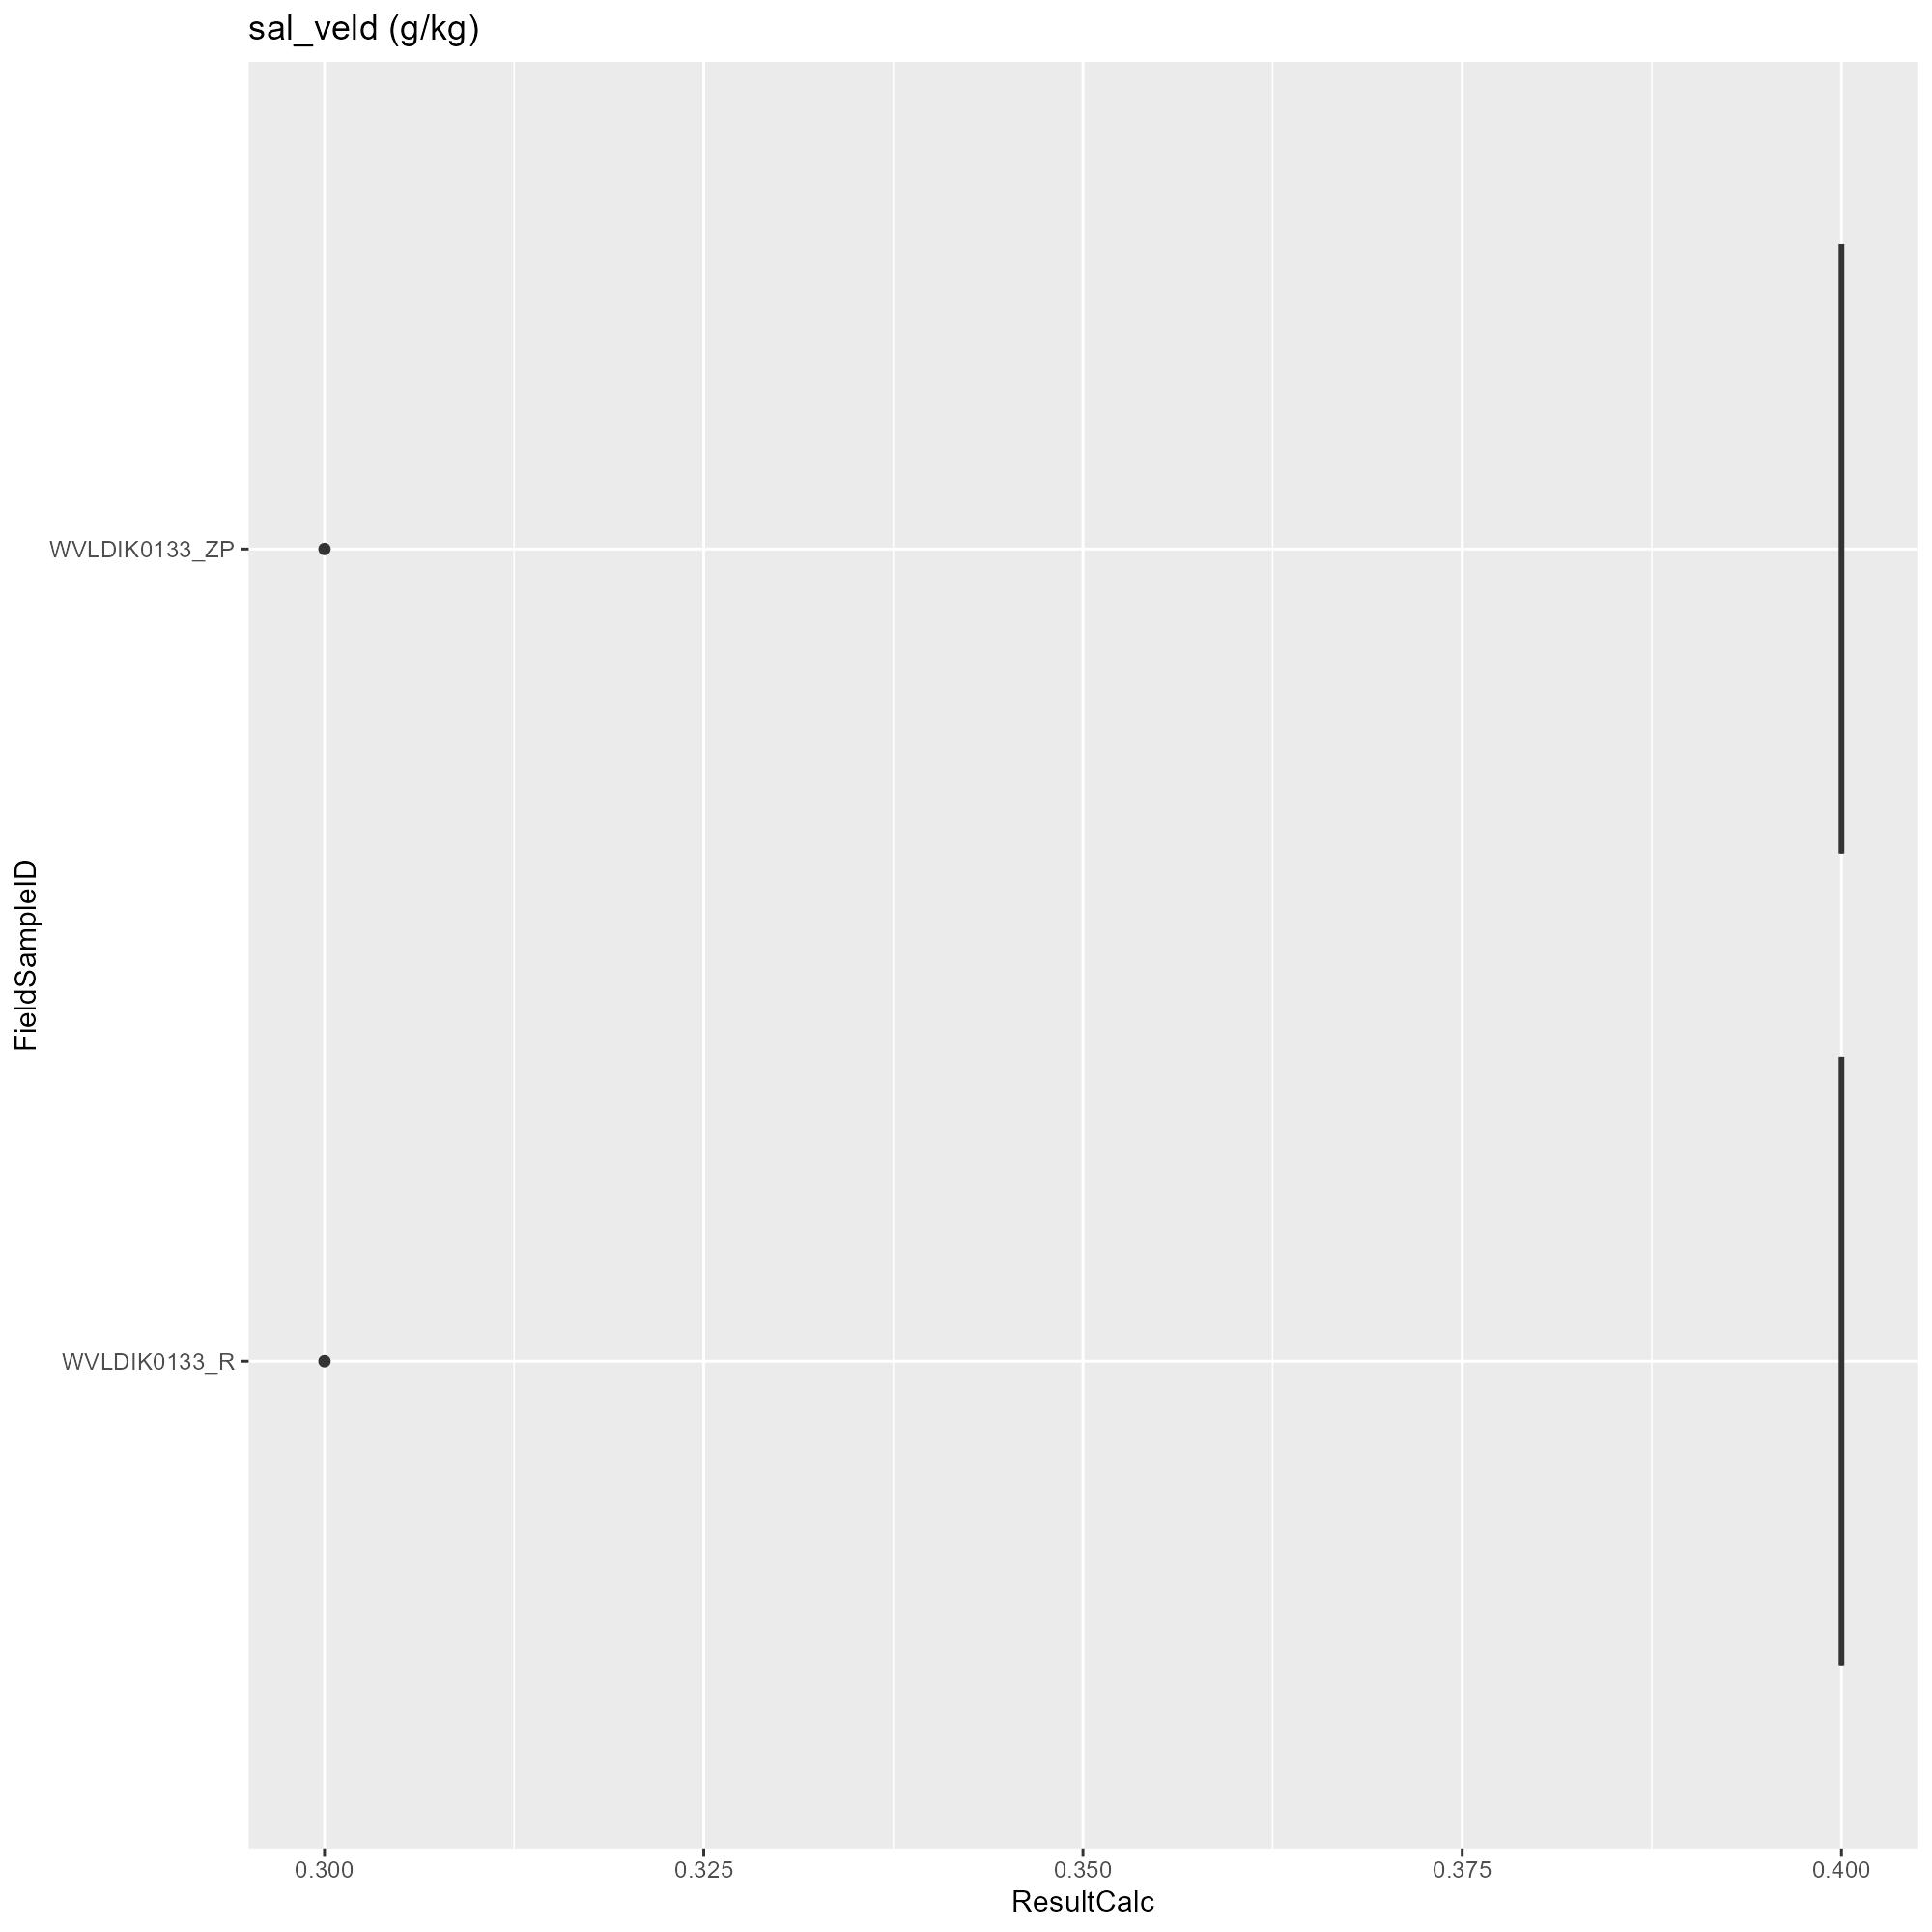 sal_veld (g/kg)
FieldSampleID
WVLDIK0133_ZP
WVLDIK0133_R
0.300 0.325 0.350 0.375 0.400
ResultCalc